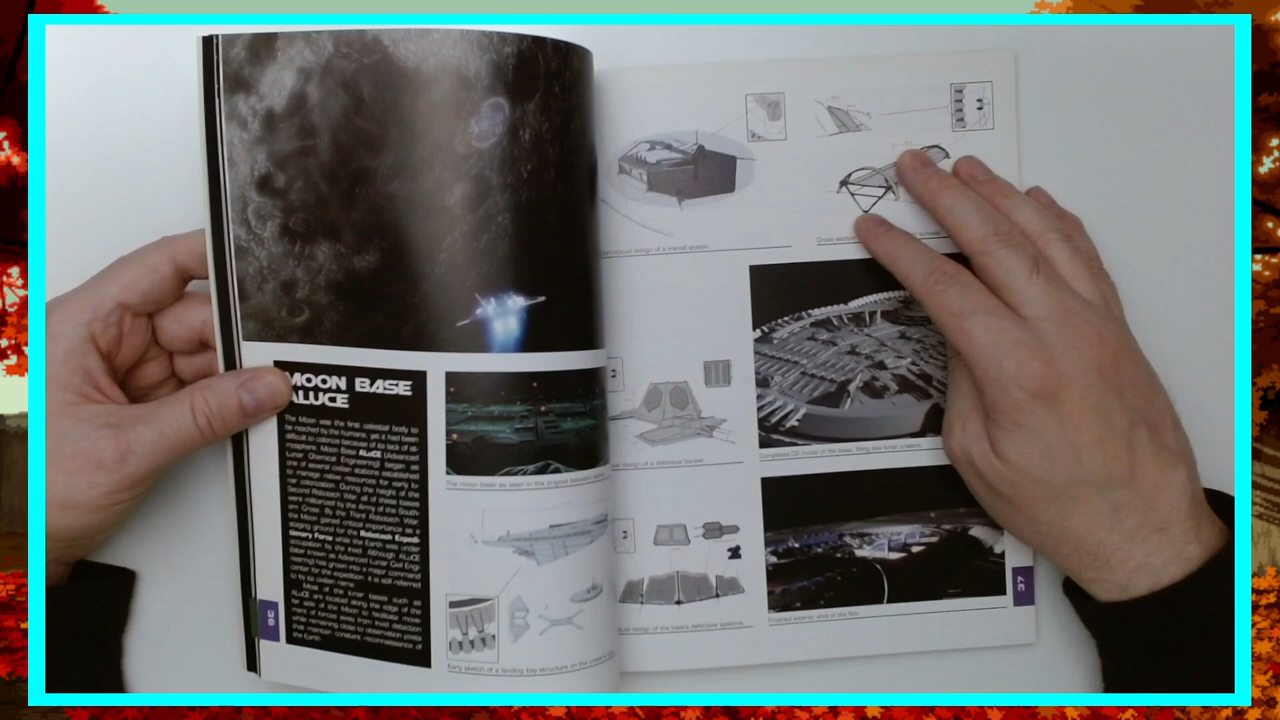 MOON BASE
ALUCE
The Moon was the first celestial body to
be reached by the humans, yet it had been
difficult to colonize because of its lack of at-
mosphere. Moon Base ALuCE (Advanced
Lunar Chemical Engineering) began as
one of several civilian stations established
to manage native resources for early lu-
nar colonization. During the height of the
Second Robotech War, all of these bases
were militarized by the Army of the South-
ern Cross. By the Third Robotech War,
the Moon gained critical importance as a
staging ground for the Robotech Expedi-
tionary Force while the Earth was under
occupation by the Invid. Although ALuCE
Base (known as Advanced Lunar Civil Engi-
neering) has grown into a major command
center for the expedition, it is still referred
to by its civilian name.
Most of the lunar bases such as
ALuCE are located along the edge of the
far side of the Moon to facilitate move-
ment of forces away from Invid detection
while remaining close to observation posts
that maintain constant reconnaissance of
the Earth.
36
The moon base as seen in the original television
Early sketch of a landing bay structure on the
design of a transit station
Cross
design of a defensive bunker
Completed CG model of the base, filling two lunar craters.
design of the base's defensive systems.
Finished exterior shot in the film.
37